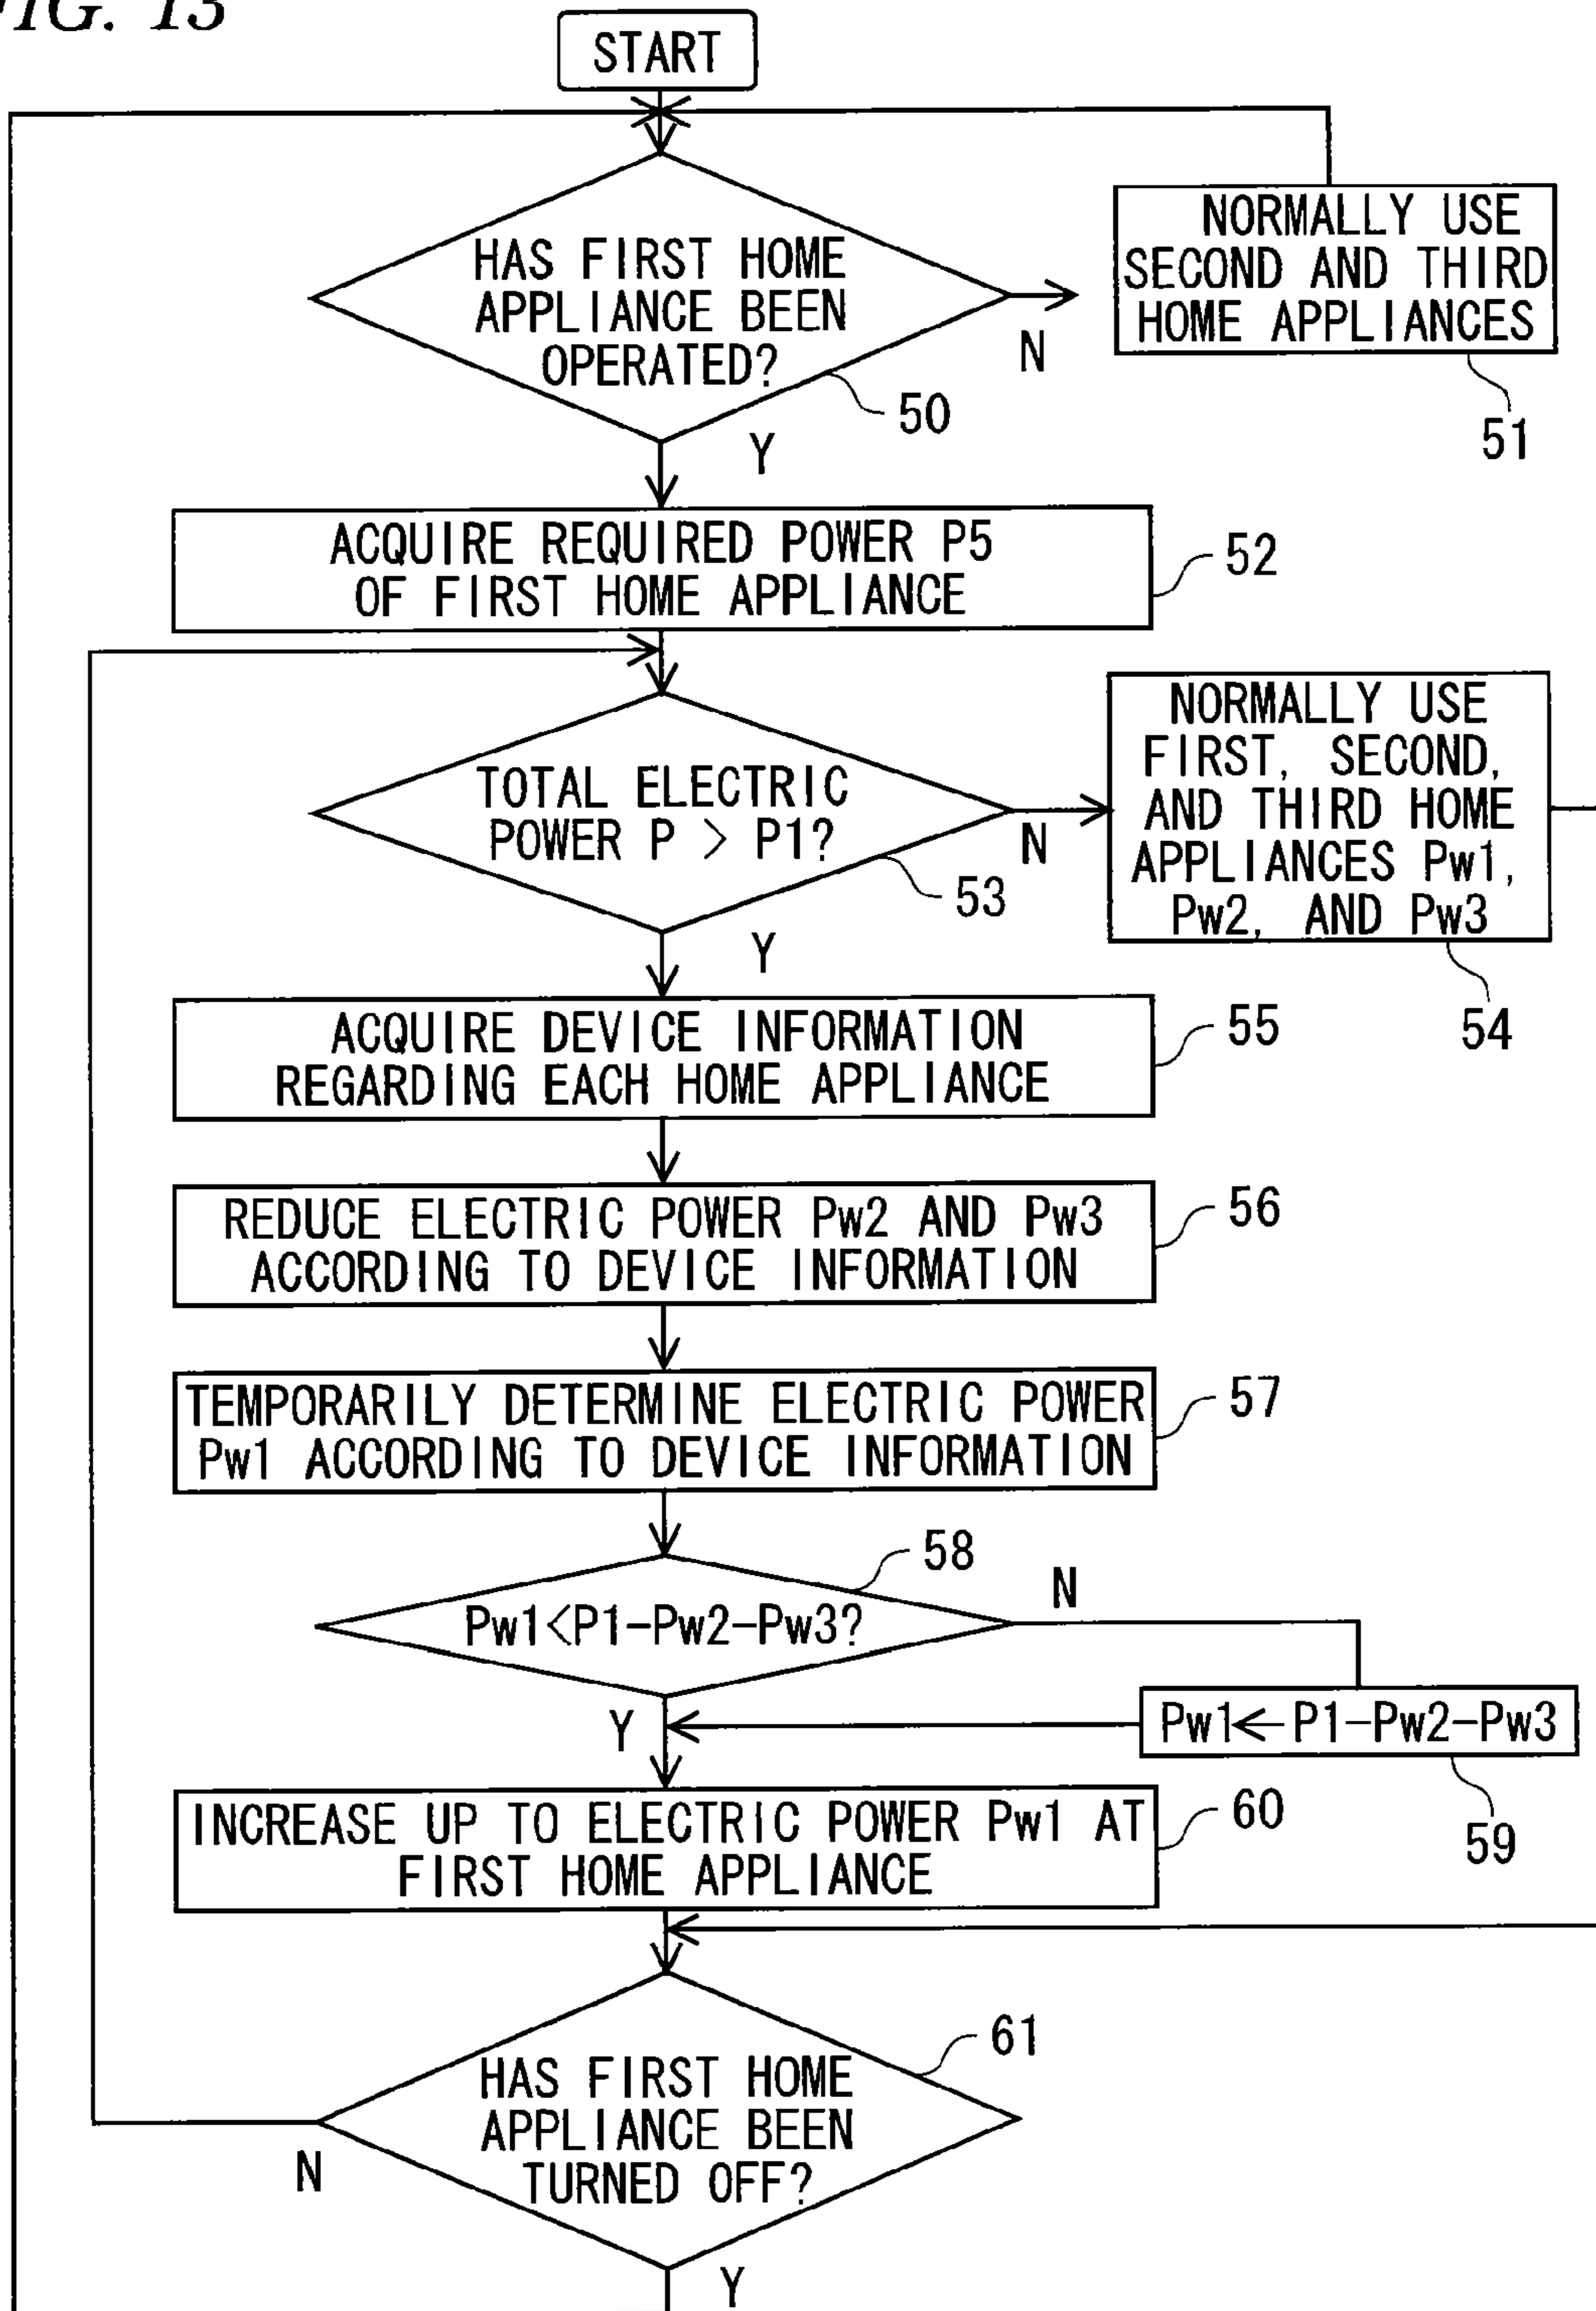 FIG. 13
START
HAS FIRST HOME
APPLIANCE BEEN
OPERATED?
N
50
Y
NORMALLY USE
SECOND AND THIRD
HOME APPLIANCES
51
ACQUIRE REQUIRED POWER P5
OF FIRST HOME APPLIANCE
52
TOTAL ELECTRIC
POWER P > P1?
N
53
Y
NORMALLY USE
FIRST, SECOND,
AND THIRD HOME
APPLIANCES Pw1,
Pw2, AND Pw3
54
ACQUIRE DEVICE INFORMATION
REGARDING EACH HOME APPLIANCE
55
REDUCE ELECTRIC POWER Pw2 AND Pw3
ACCORDING TO DEVICE INFORMATION
56
TEMPORARILY DETERMINE ELECTRIC POWER
Pw1 ACCORDING TO DEVICE INFORMATION
57
58
N
Pw1<P1-Pw2-Pw3?
Y
Pw1← P1-Pw2-Pw3
59
INCREASE UP TO ELECTRIC POWER Pw1 AT
FIRST HOME APPLIANCE
60
61
HAS FIRST HOME
APPLIANCE BEEN
TURNED OFF?
N
Y